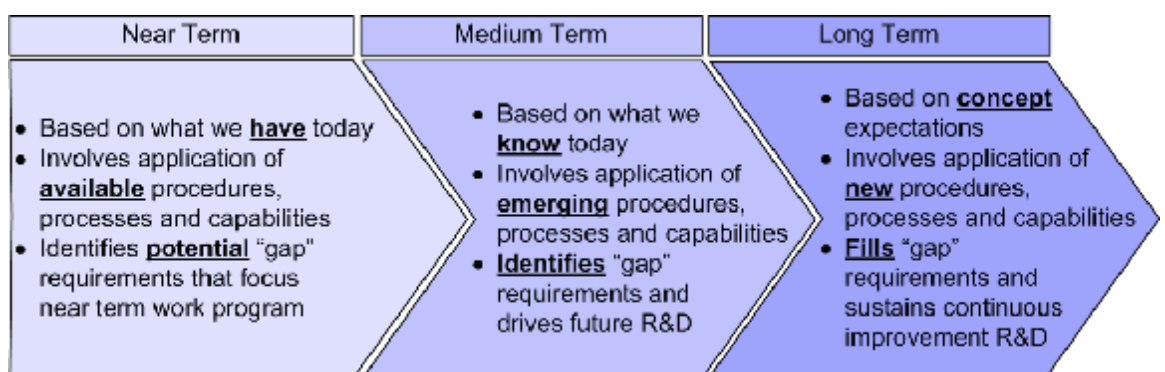 Near Term
• Based on what we have today
• Involves application of
available procedures,
processes and capabilities
• Identifies potential “gap”
requirements that focus
near term work program
Medium Term
• Based on what we
know today
• Involves application of
emerging procedures,
processes and capabilities
• Identifies “gap”
requirements and
drives future R&D
Long Term
• Based on concept
expectations
• Involves application of
new procedures,
processes and capabilities
• Fills “gap”
requirements and
sustains continuous
improvement R&D